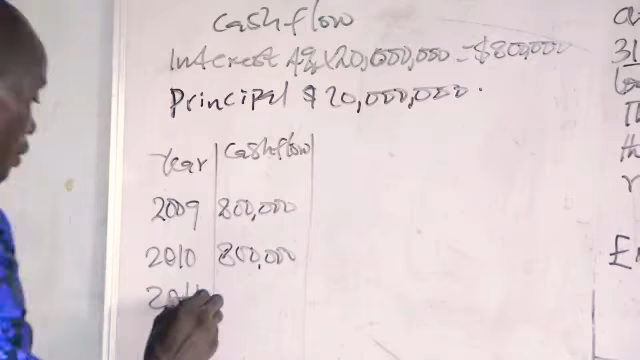 Cashflow
Interest 4% x 20,000,000 = $800,000
Principal $20,000,000.
Year Cashflow
2009 800,000
2010 800,000
31